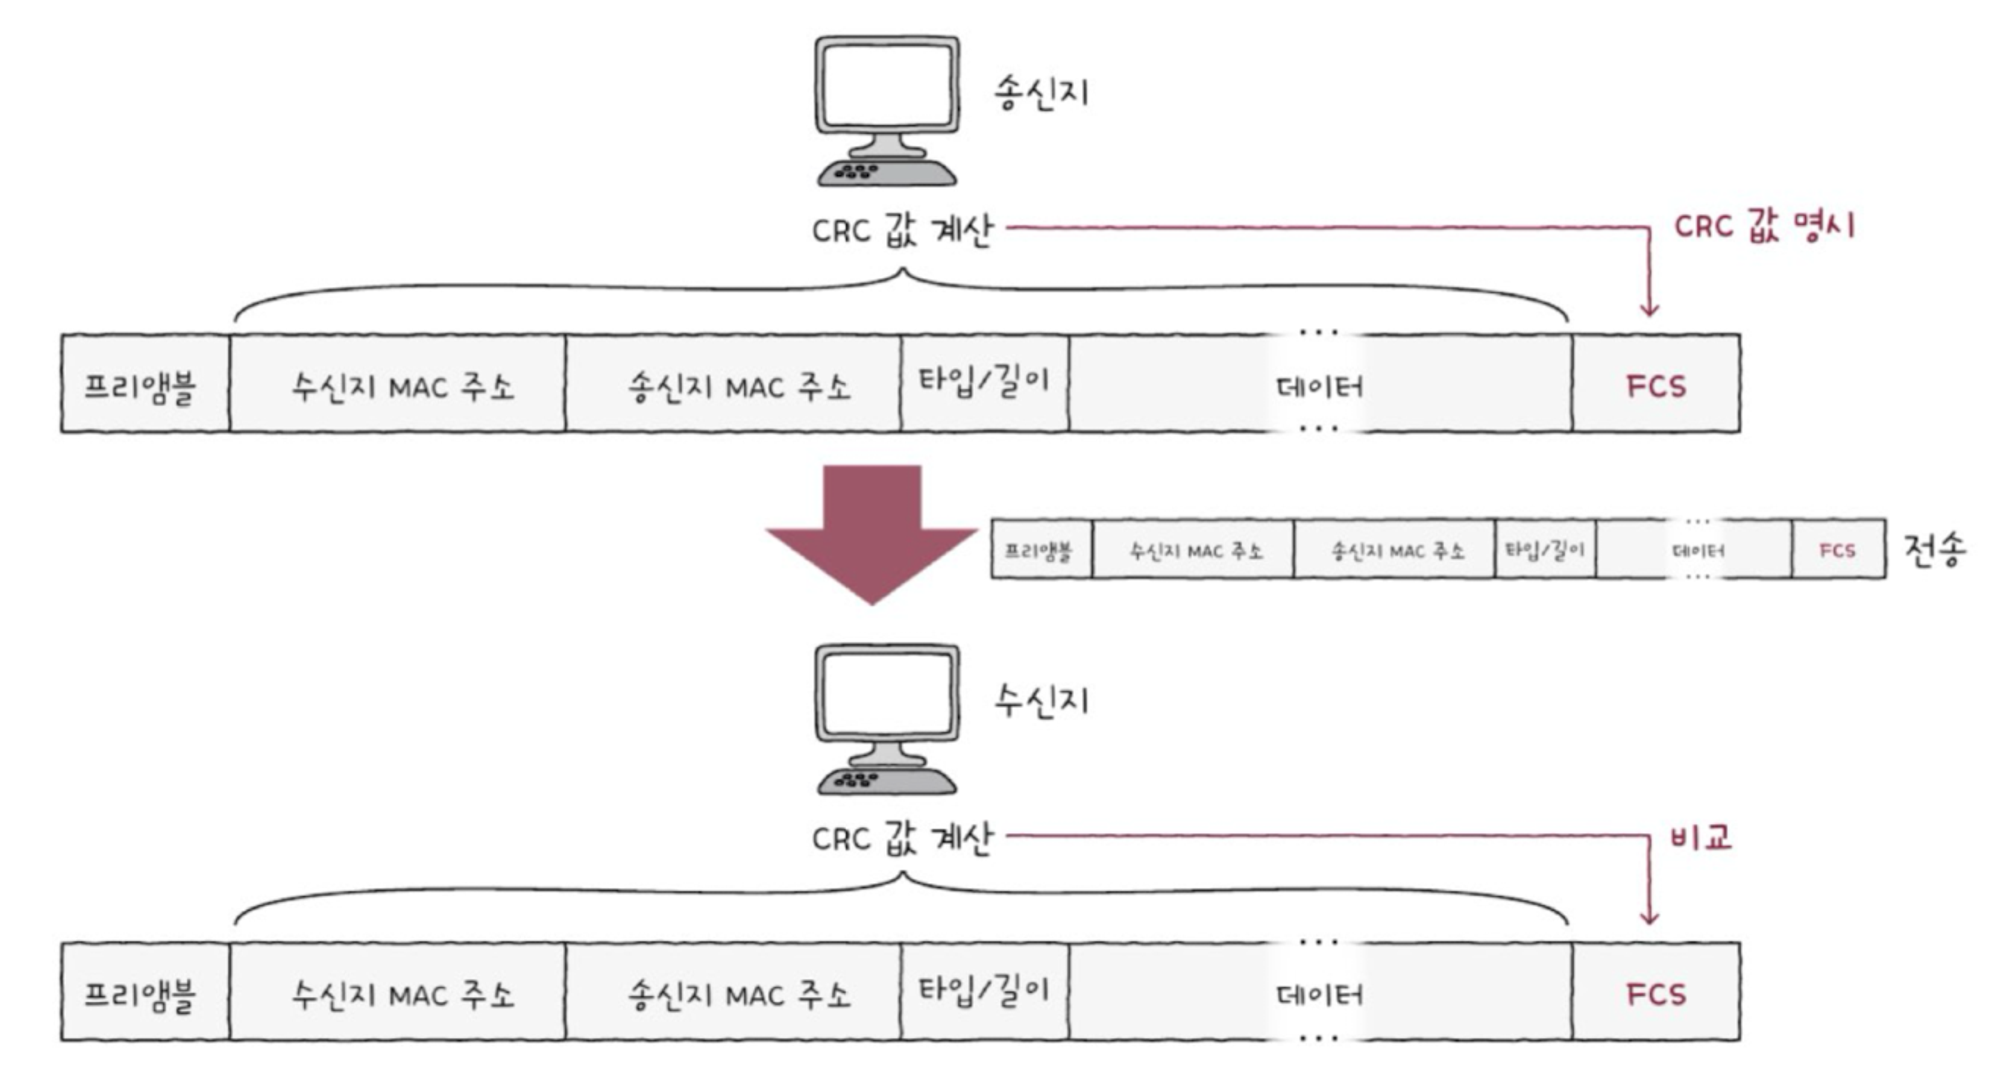 송신지
CRC 값 계산
CRC 값 명시
프리앰블 수신지 MAC 주소 송신지 MAC 주소 타입/길이 데이터 FCS
프리앰블 수신지 MAC 주소 송신지 MAC 주소 타입/길이 데이터 FCS 전송
수신지
CRC 값 계산
비교
프리앰블 수신지 MAC 주소 송신지 MAC 주소 타입/길이 데이터 FCS